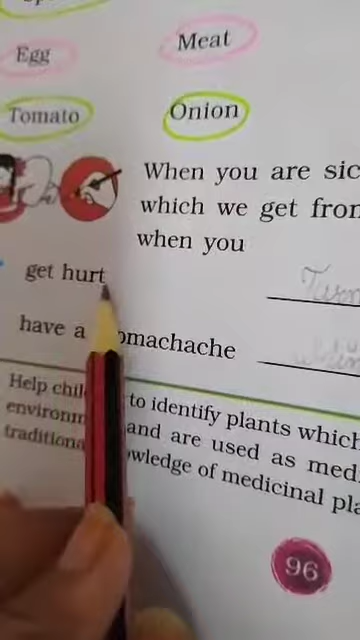 Egg Meat
Tomato Onion
When you are sic
which we get from
when you
get hurt
have a omachache
Help chil to identify plants which
environm and are used as med
traditiona wledge of medicinal pla
96